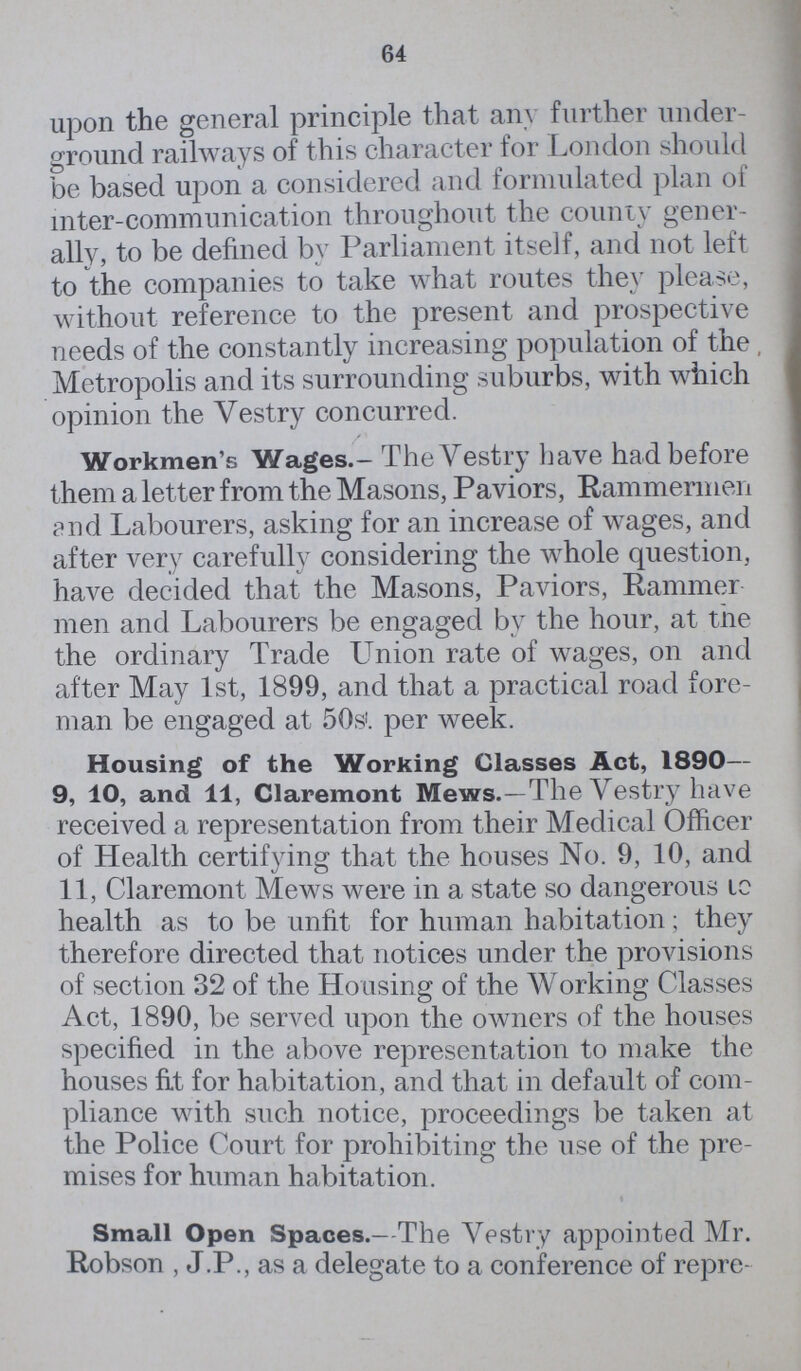 64
upon the general principle that any further under-
ground railways of this character for London should
be based upon a considered and formulated plan of
inter-communication throughout the county gener-
ally, to be defined by Parliament itself, and not left
to the companies to take what routes they please,
without reference to the present and prospective
needs of the constantly increasing population of the
Metropolis and its surrounding suburbs, with which
opinion the Vestry concurred.
Workmen's Wages.– The Vestry have had before
them a letter from the Masons, Paviors, Rammermen
and Labourers, asking for an increase of wages, and
after very carefully considering the whole question,
have decided that the Masons, Paviors, Rammer-
men and Labourers be engaged by the hour, at the
the ordinary Trade Union rate of wages, on and
after May 1st, 1899, and that a practical road fore-
man be engaged at 50s. per week.
Housing of the Working Classes Act, 1890—
9, 10, and 11, Claremont Mews.—The Vestry have
received a representation from their Medical Officer
of Health certifying that the houses No. 9, 10, and
11, Claremont Mews were in a state so dangerous to
health as to be unfit for human habitation; they
therefore directed that notices under the provisions
of section 32 of the Housing of the Working Classes
Act, 1890, be served upon the owners of the houses
specified in the above representation to make the
houses fit for habitation, and that in default of com-
pliance with such notice, proceedings be taken at
the Police Court for prohibiting the use of the pre-
mises for human habitation.
Small Open Spaces.—The Vestry appointed Mr.
Robson , J.P., as a delegate to a conference of repre-